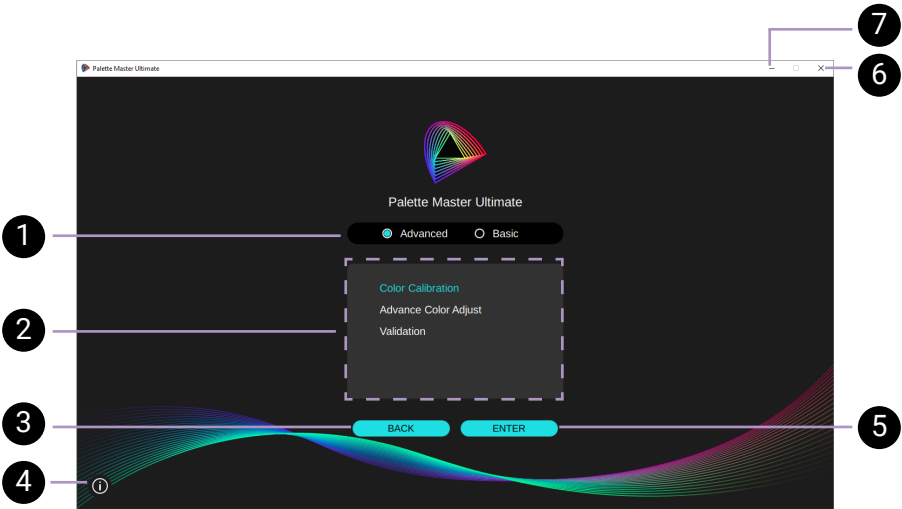 7
Palette Master Ultimate
6
Palette Master Ultimate
1
Advanced Basic
Color Calibration
Advance Color Adjust
Validation
2
3
BACK ENTER
5
4